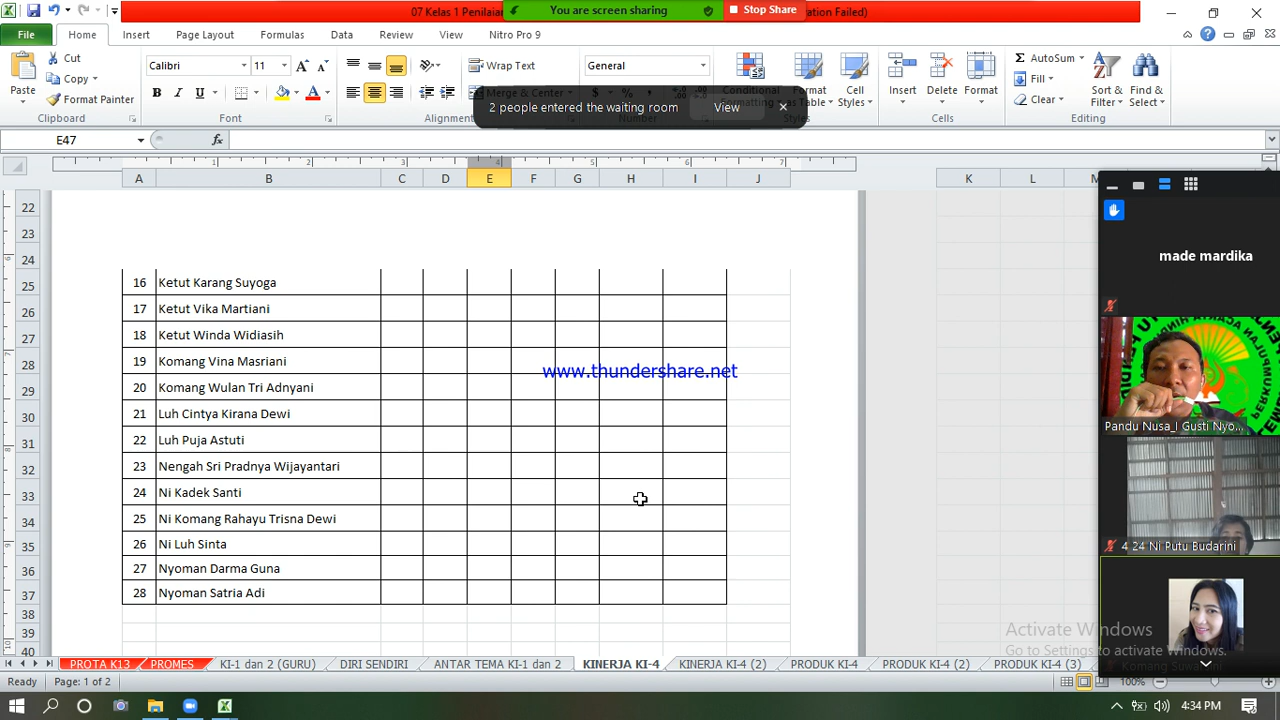 07 Kelas 1 Penilaian
You are screen sharing
Stop Share
ation Failed)
File Home Insert Page Layout Formulas Data Review View Nitro Pro 9
Cut
Copy
Format Painter
Paste
Clipboard
Calibri 11
B I U
Font
Wrap Text
Merge & Center
Alignment
General
Number
Conditional Formatting
Format as Table
Cell Styles
Insert Delete Format
Cells
AutoSum
Fill
Clear
Sort & Filter
Find & Select
Editing
2 people entered the waiting room View
E47 fx
1 2 3 4 5 6 7
A B C D E F G H I J K L M
22
23
24
25 16 Ketut Karang Suyoga
26 17 Ketut Vika Martiani
27 18 Ketut Winda Widiasih
28 19 Komang Vina Masriani
www.thundershare.net
29 20 Komang Wulan Tri Adnyani
30 21 Luh Cintya Kirana Dewi
31 22 Luh Puja Astuti
32 23 Nengah Sri Pradnya Wijayantari
33 24 Ni Kadek Santi
34 25 Ni Komang Rahayu Trisna Dewi
35 26 Ni Luh Sinta
36 27 Nyoman Darma Guna
37 28 Nyoman Satria Adi
38
39
40
made mardika
Pandu Nusa_I Gusti Nyo...
4 24 Ni Putu Budarini
Activate Windows
Go to Settings to activate Windows.
PROTA K13 PROMES KI-1 dan 2 (GURU) DIRI SENDIRI ANTAR TEMA KI-1 dan 2 KINERJA KI-4 KINERJA KI-4 (2) PRODUK KI-4 PRODUK KI-4 (2) PRODUK KI-4 (3)
Ready Page: 1 of 2 100%
4:34 PM